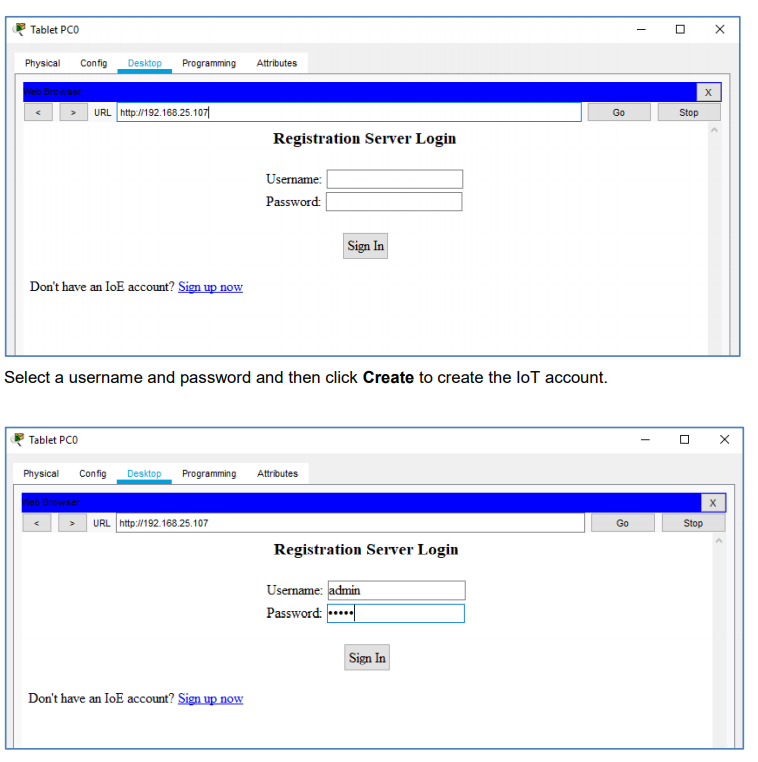 Tablet PC0
Physical Config Desktop Programming Attributes
Web Browser X
< > URL http://192.168.25.107 Go Stop
Registration Server Login
Username:
Password:
Sign In
Don't have an IoE account? Sign up now
Select a username and password and then click Create to create the IoT account.
Tablet PC0
Physical Config Desktop Programming Attributes
Web Browser X
< > URL http://192.168.25.107 Go Stop
Registration Server Login
Username: admin
Password: •••••
Sign In
Don't have an IoE account? Sign up now